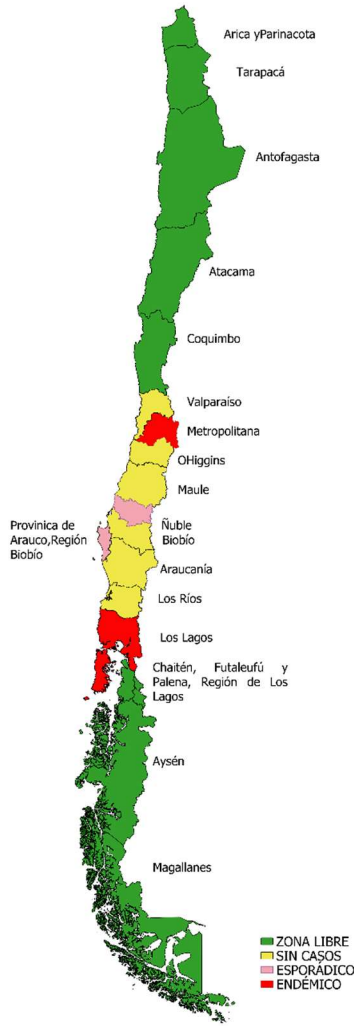 Arica yParinacota
Tarapacá
Antofagasta
Atacama
Coquimbo
Valparaíso
Metropolitana
OHiggins
Maule
Ñuble
Provinica de
Arauco,Región
Biobío
Biobío
Araucanía
Los Ríos
Los Lagos
Chaitén, Futaleufú y
Palena, Región de Los
Lagos
Aysén
Magallanes
ZONA LIBRE
SIN CASOS
ESPORÁDICO
ENDÉMICO